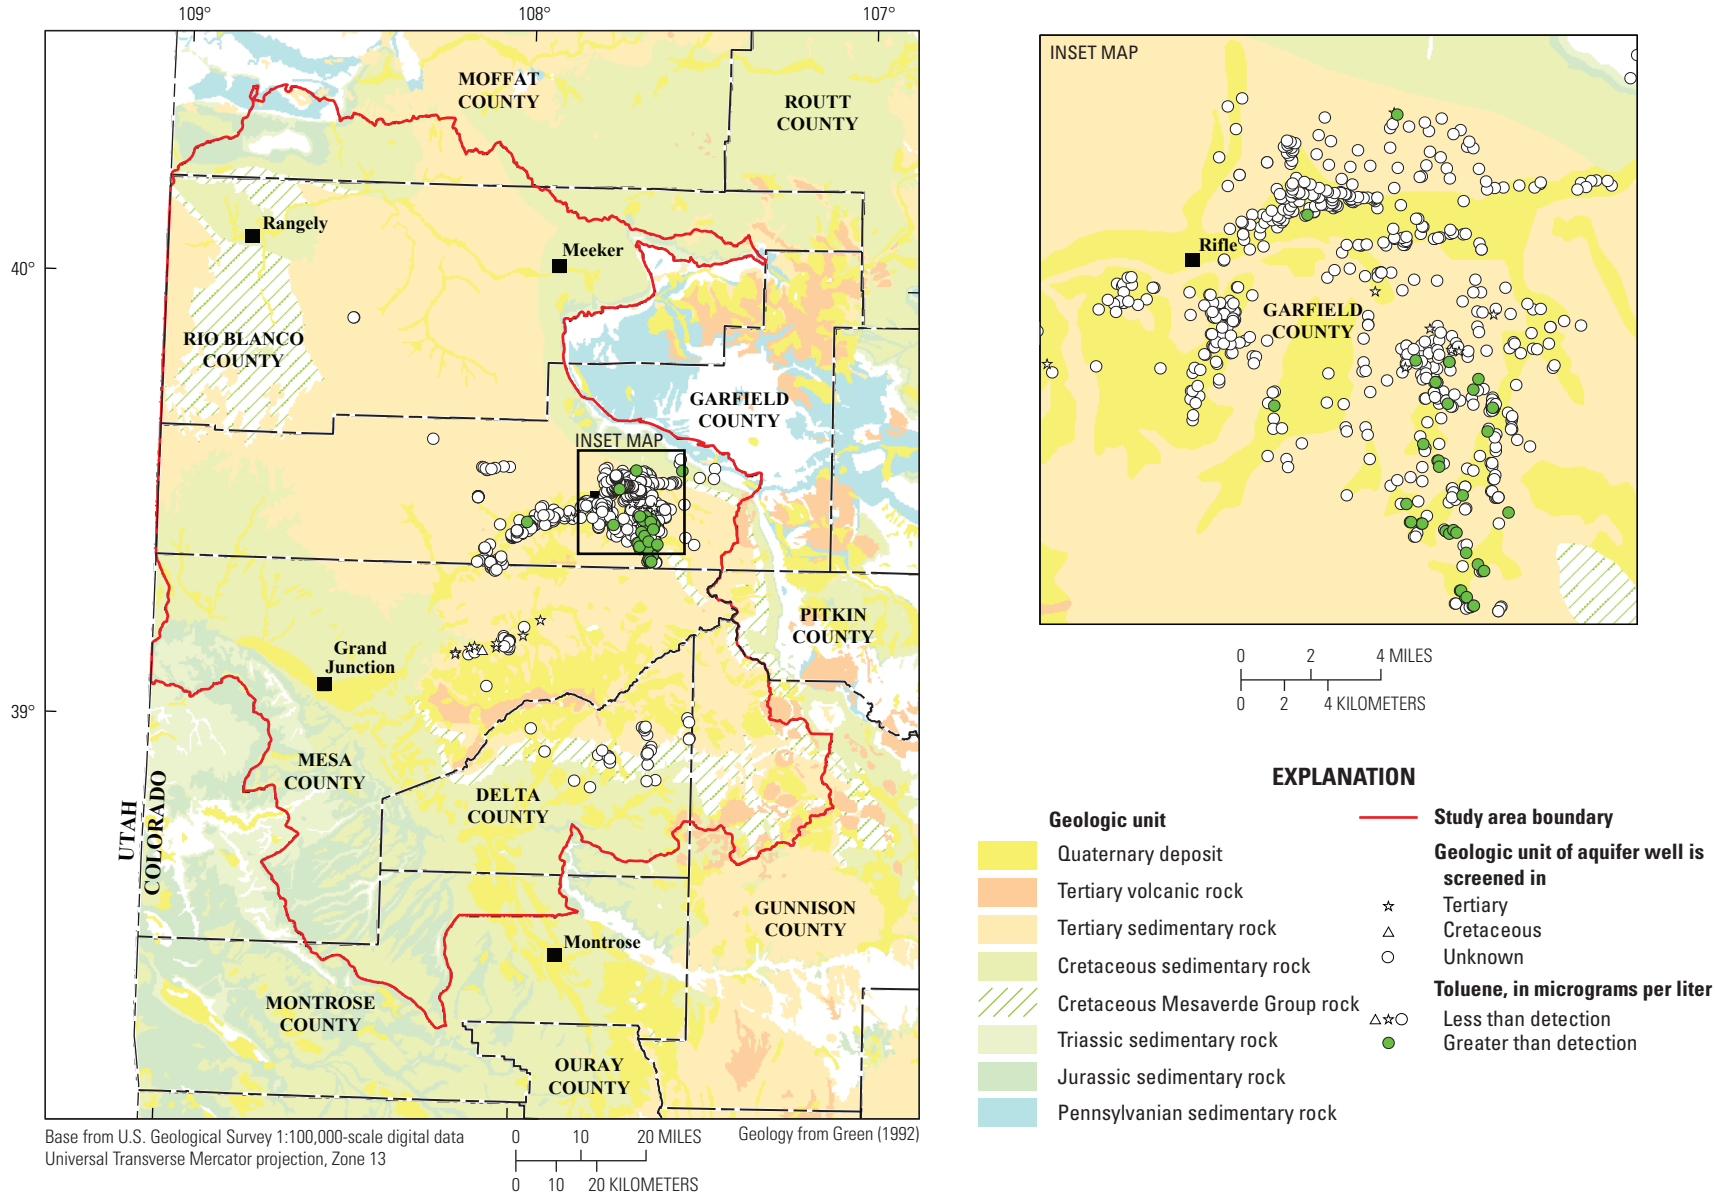 109°
108°
107°
40°
39°
MOFFAT
COUNTY
ROUTT
COUNTY
Rangely
Meeker
RIO BLANCO
COUNTY
GARFIELD
COUNTY
INSET MAP
PITKIN
COUNTY
Grand
Junction
MESA
COUNTY
DELTA
COUNTY
UTAH
COLORADO
GUNNISON
COUNTY
Montrose
MONTROSE
COUNTY
OURAY
COUNTY
Base from U.S. Geological Survey 1:100,000-scale digital data
Universal Transverse Mercator projection, Zone 13
0 10 20 MILES
0 10 20 KILOMETERS
Geology from Green (1992)
INSET MAP
Rifle
GARFIELD
COUNTY
0 2 4 MILES
0 2 4 KILOMETERS
EXPLANATION
Geologic unit
Quaternary deposit
Tertiary volcanic rock
Tertiary sedimentary rock
Cretaceous sedimentary rock
Cretaceous Mesaverde Group rock
Triassic sedimentary rock
Jurassic sedimentary rock
Pennsylvanian sedimentary rock
Study area boundary
Geologic unit of aquifer well is
screened in
Tertiary
Cretaceous
Unknown
Toluene, in micrograms per liter
Less than detection
Greater than detection